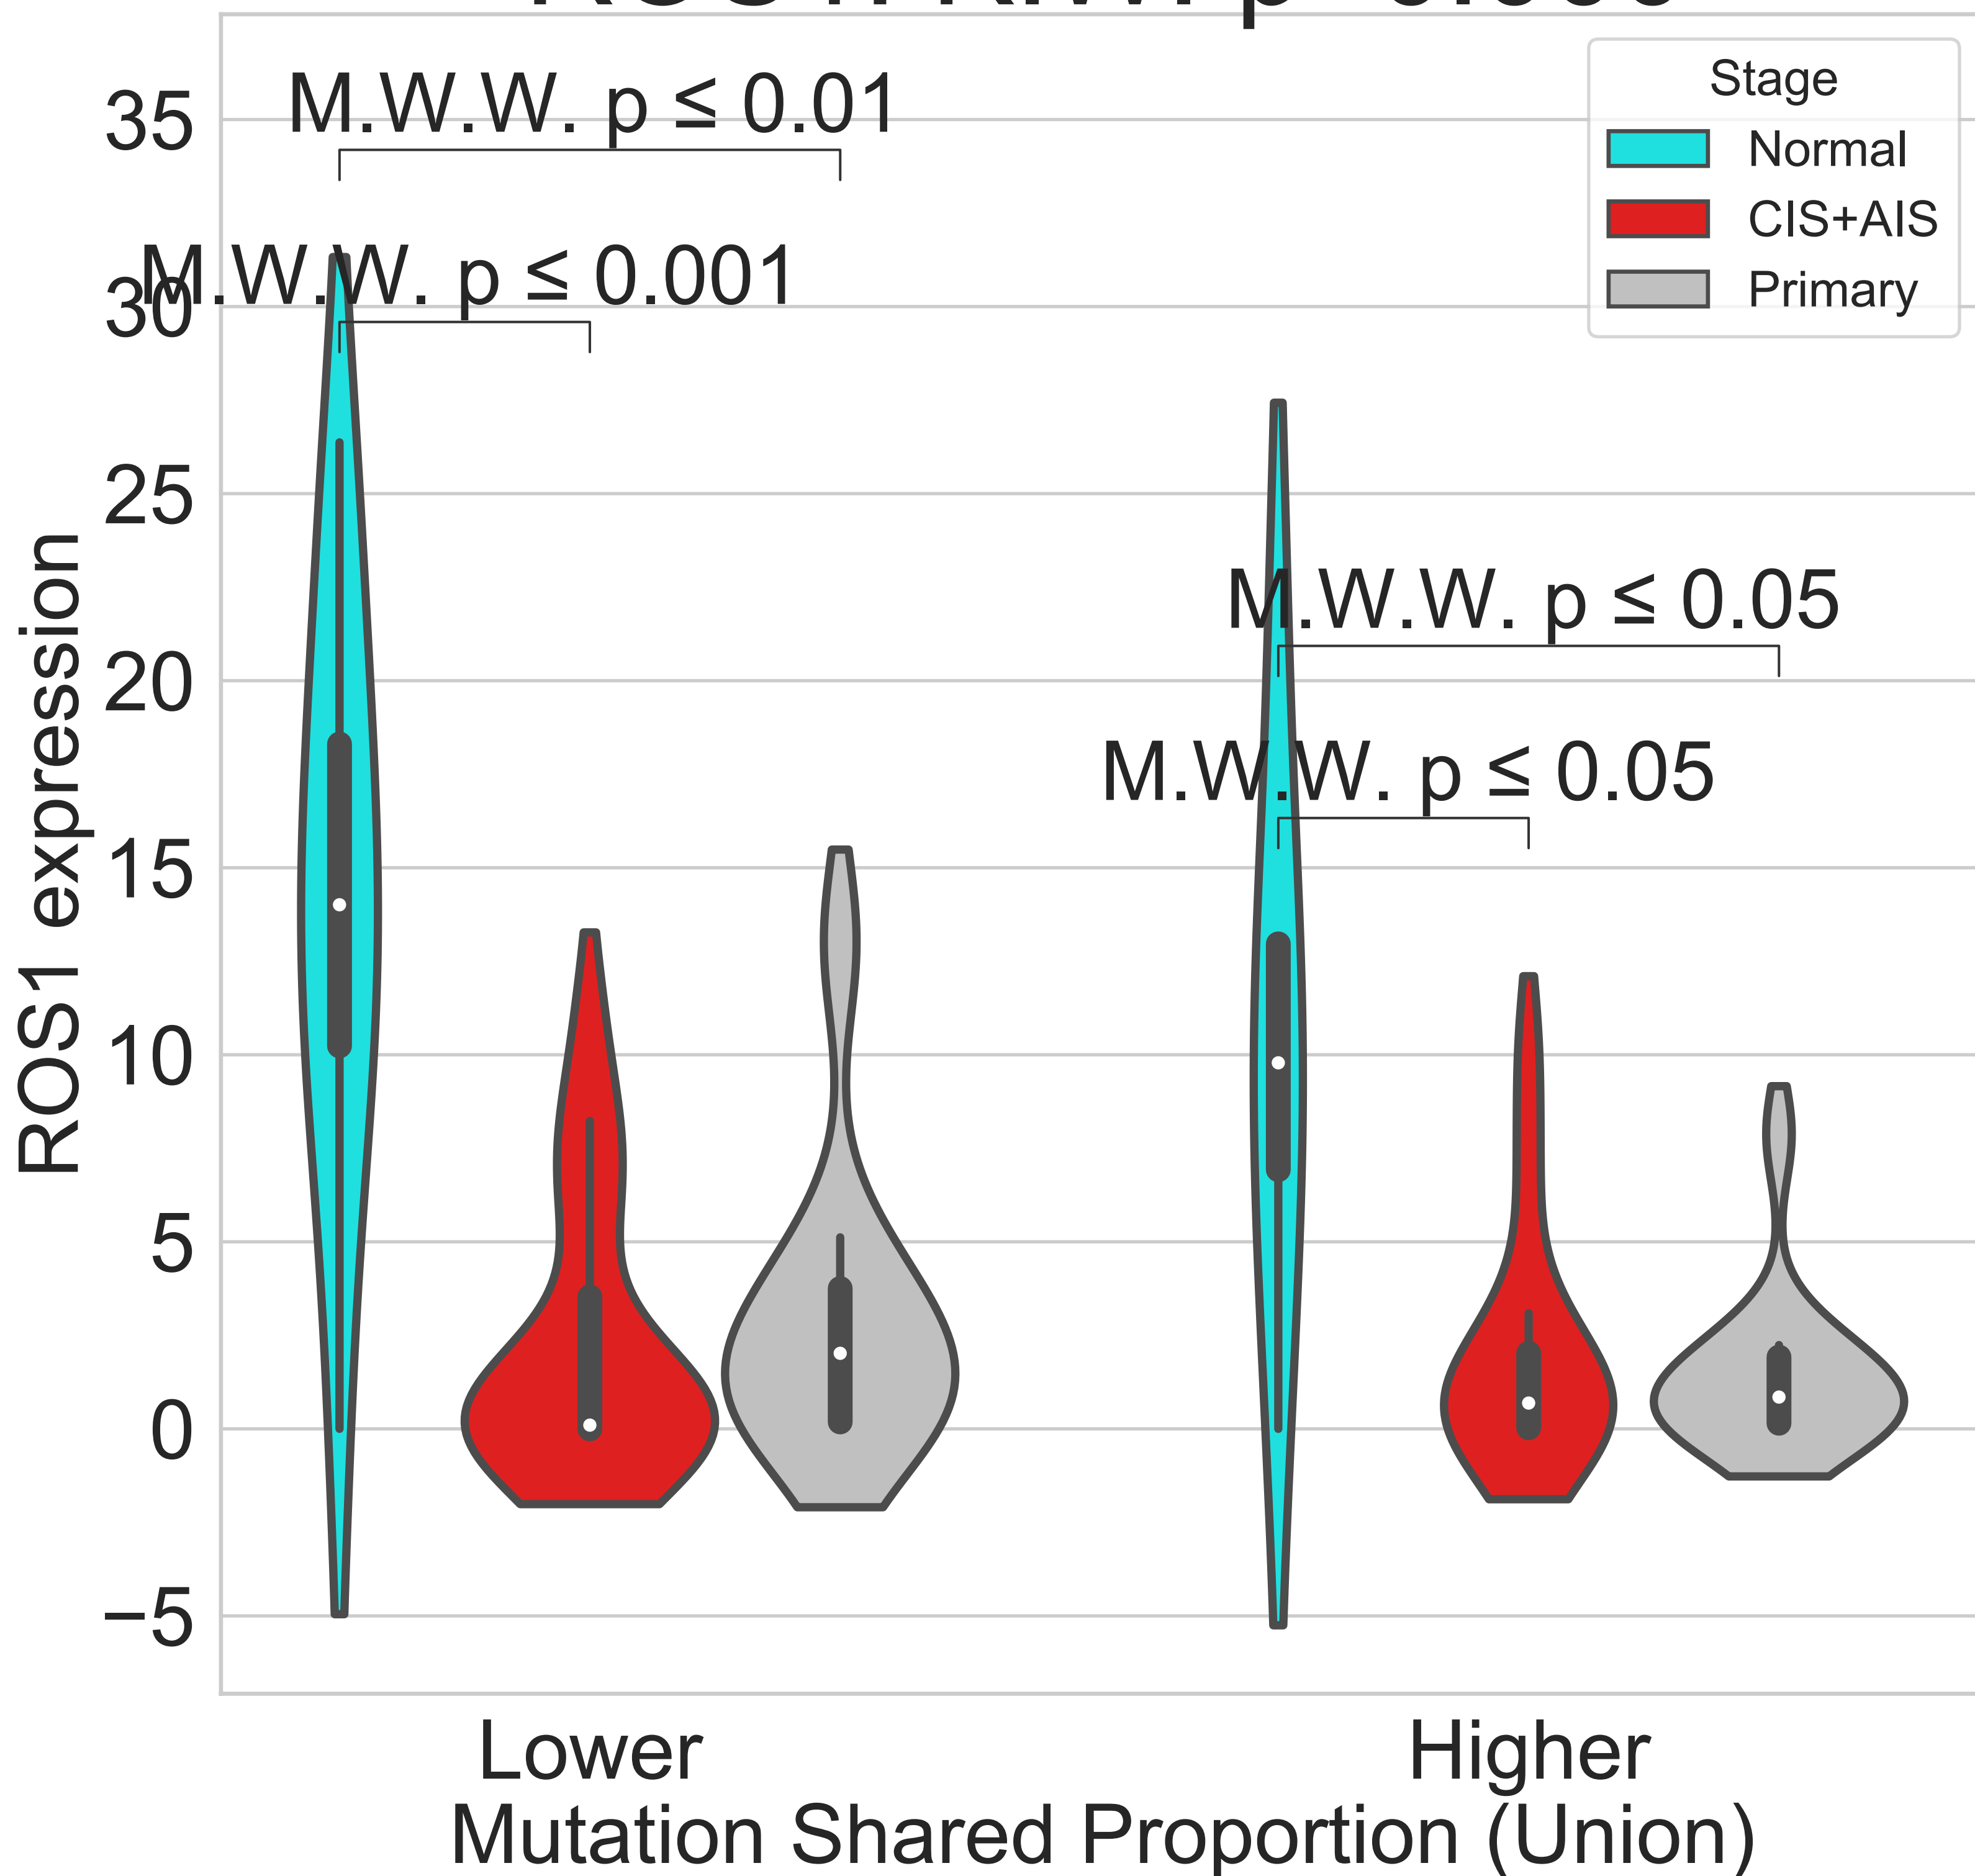 Stage
Normal
CIS+AIS
Primary
M.W.W. p ≤ 0.01
M.W.W. p ≤ 0.001
M.W.W. p ≤ 0.05
M.W.W. p ≤ 0.05
35
30
25
20
15
10
5
0
−5
ROS1 expression
Lower
Higher
Mutation Shared Proportion (Union)